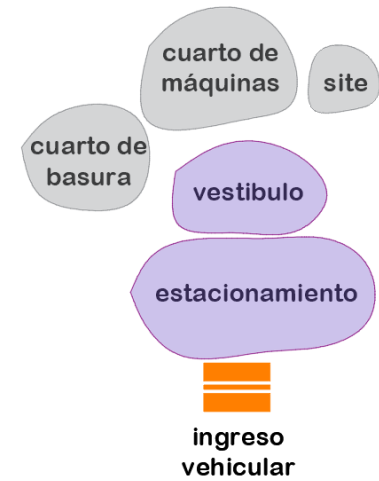 cuarto de
máquinas
site
cuarto de
basura
vestibulo
estacionamiento
ingreso
vehicular